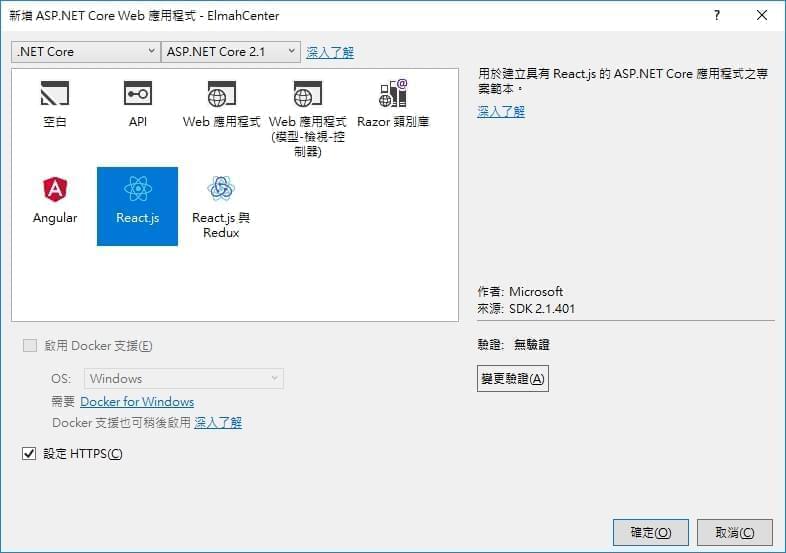 新增 ASP.NET Core Web 應用程式 - ElmahCenter
?
.NET Core
ASP.NET Core 2.1
深入了解
空白
API
Web 應用程式
Web 應用程式
(模型-檢視-控
制器)
Razor 類別庫
@
Angular
A
React.js
React.js 與
Redux
用於建立具有 React.js 的 ASP.NET Core 應用程式之專
案範本。
深入了解
作者: Microsoft
來源: SDK 2.1.401
驗證: 無驗證
變更驗證(A)
啟用 Docker 支援(E)
OS: Windows
需要 Docker for Windows
Docker 支援也可稍後啟用 深入了解
設定 HTTPS(C)
確定(O)
取消(C)